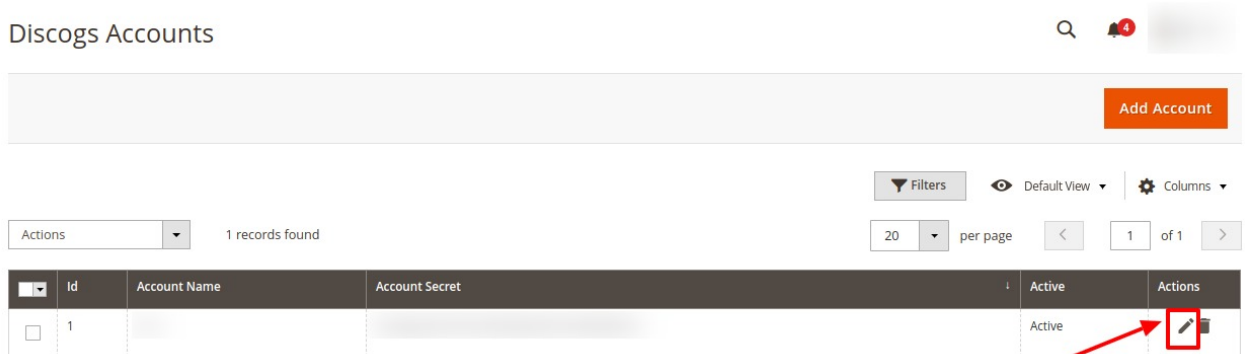 Discogs Accounts
4
Add Account
Filters
Default View
Columns
Actions
1 records found
20
per page
1
of 1
Id
Account Name
Account Secret
Active
Actions
1
Active